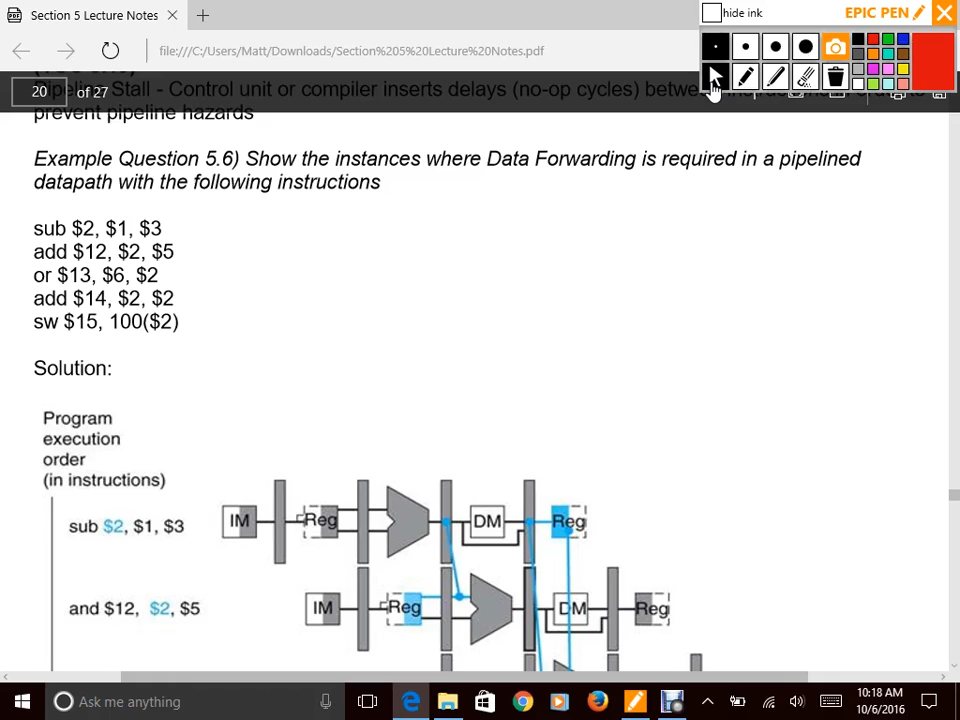 Section 5 Lecture Notes
hide ink
EPIC PEN
file:///C:/Users/Matt/Downloads/Section%205%20Lecture%20Notes.pdf
20 of 27
Stall - Control unit or compiler inserts delays (no-op cycles)
prevent pipeline hazards
Example Question 5.6) Show the instances where Data Forwarding is required in a pipelined
datapath with the following instructions
sub $2, $1, $3
add $12, $2, $5
or $13, $6, $2
add $14, $2, $2
sw $15, 100($2)
Solution:
Program
execution
order
(in instructions)
sub $2, $1, $3
IM Reg DM Reg
and $12, $2, $5
IM Reg DM Reg
Ask me anything
10:18 AM
10/6/2016